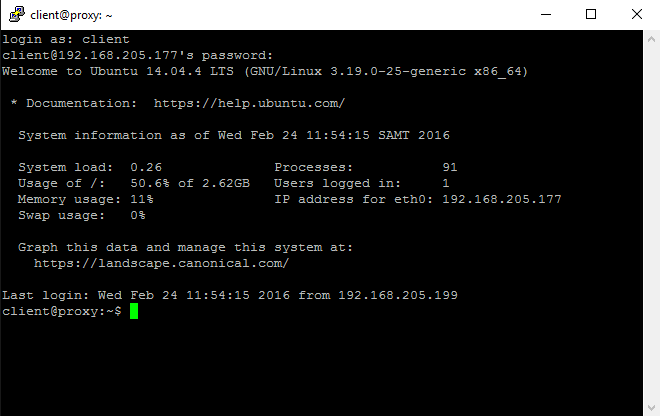 client@proxy: ~
login as: client
client@192.168.205.177's password:
Welcome to Ubuntu 14.04.4 LTS (GNU/Linux 3.19.0-25-generic x86_64)
* Documentation:  https://help.ubuntu.com/
System information as of Wed Feb 24 11:54:15 SAMT 2016
System load:  0.26              Processes:           91
Usage of /:   50.6% of 2.62GB   Users logged in:     1
Memory usage: 11%               IP address for eth0: 192.168.205.177
Swap usage:   0%
Graph this data and manage this system at:
https://landscape.canonical.com/
Last login: Wed Feb 24 11:54:15 2016 from 192.168.205.199
client@proxy:~$